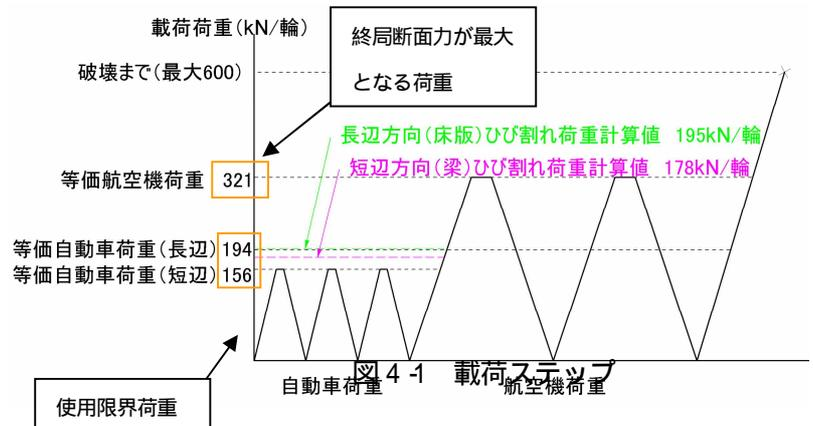 載荷荷重(kN/輪)
終局断面力が最大
となる荷重
破壊まで(最大600)
長辺方向(床版)ひび割れ荷重計算値 195kN/輪
短辺方向(梁)ひび割れ荷重計算値 178kN/輪
等価航空機荷重 321
等価自動車荷重(長辺) 194
等価自動車荷重(短辺) 156
図4-1 載荷ステップ
自動車荷重 航空機荷重
使用限界荷重